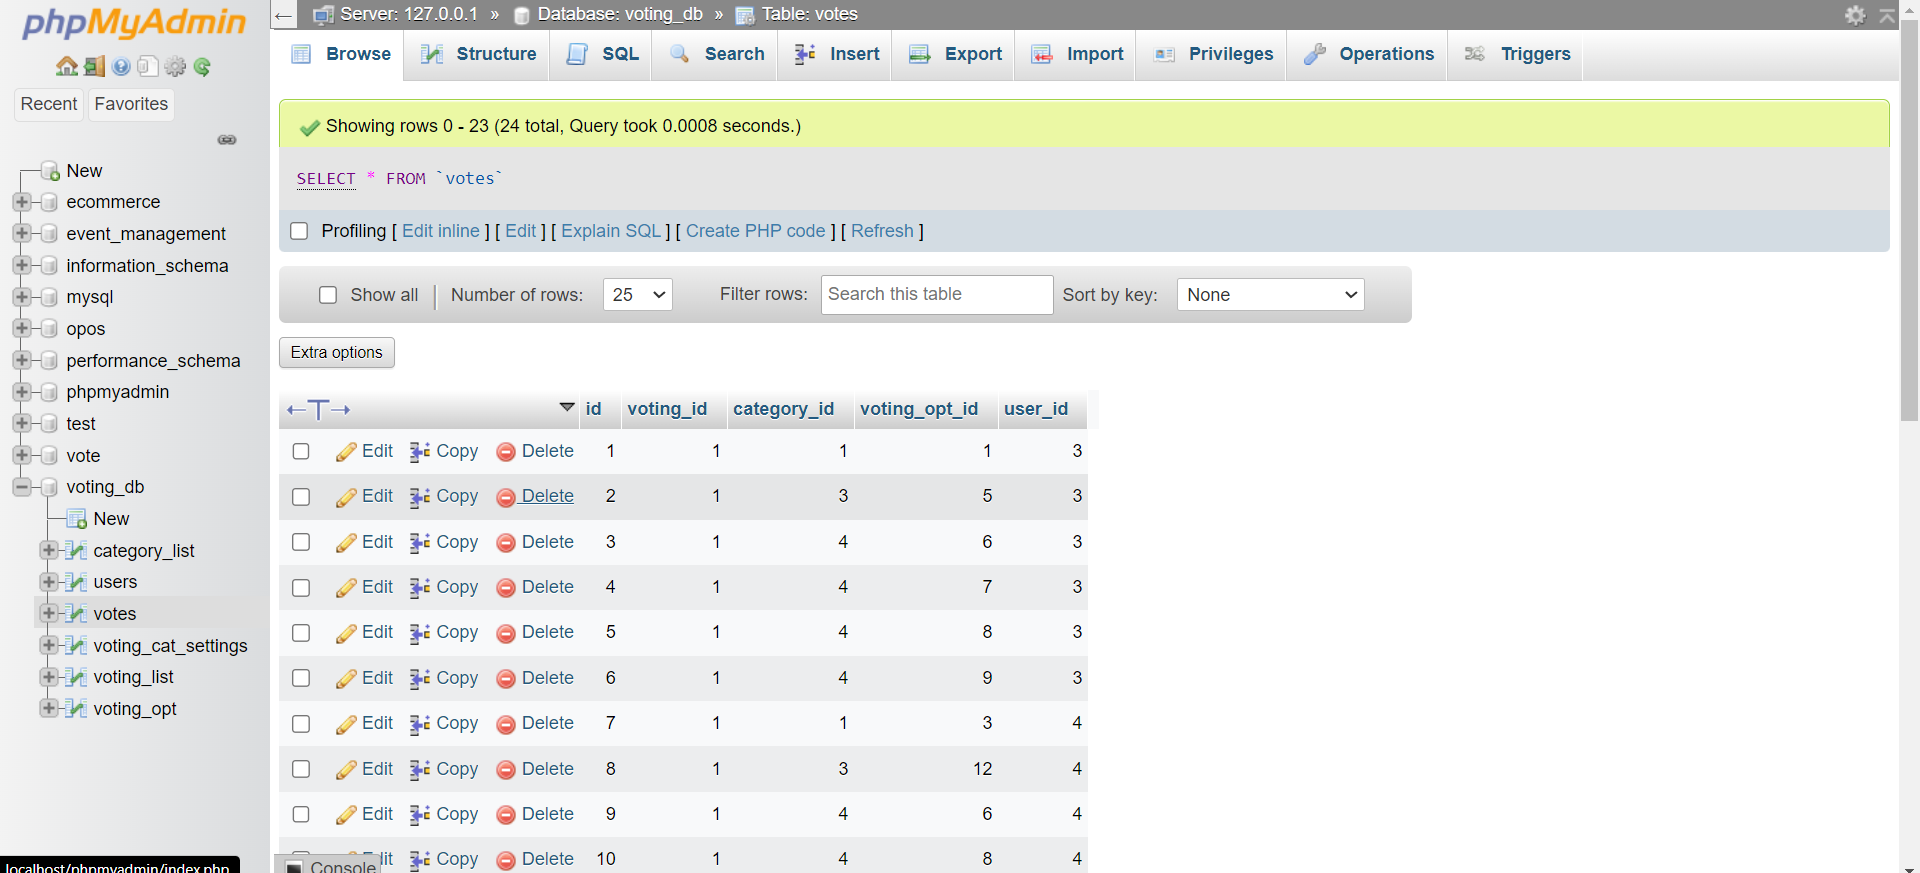 phpMyAdmin
Recent Favorites
New
ecommerce
event_management
information_schema
mysql
opos
performance_schema
phpmyadmin
test
vote
voting_db
New
category_list
users
votes
voting_cat_settings
voting_list
voting_opt
localhost/phpmyadmin/index.php
Server: 127.0.0.1 » Database: voting_db » Table: votes
Browse Structure SQL Search Insert Export Import Privileges Operations Triggers
Showing rows 0 - 23 (24 total, Query took 0.0008 seconds.)
SELECT * FROM `votes`
Profiling [ Edit inline ] [ Edit ] [ Explain SQL ] [ Create PHP code ] [ Refresh ]
Show all | Number of rows: 25 Filter rows: Search this table Sort by key: None
Extra options
←T→ id voting_id category_id voting_opt_id user_id
Edit Copy Delete 1 1 1 1 3
Edit Copy Delete 2 1 3 5 3
Edit Copy Delete 3 1 4 6 3
Edit Copy Delete 4 1 4 7 3
Edit Copy Delete 5 1 4 8 3
Edit Copy Delete 6 1 4 9 3
Edit Copy Delete 7 1 1 3 4
Edit Copy Delete 8 1 3 12 4
Edit Copy Delete 9 1 4 6 4
Copy Delete 10 1 4 8 4
Console